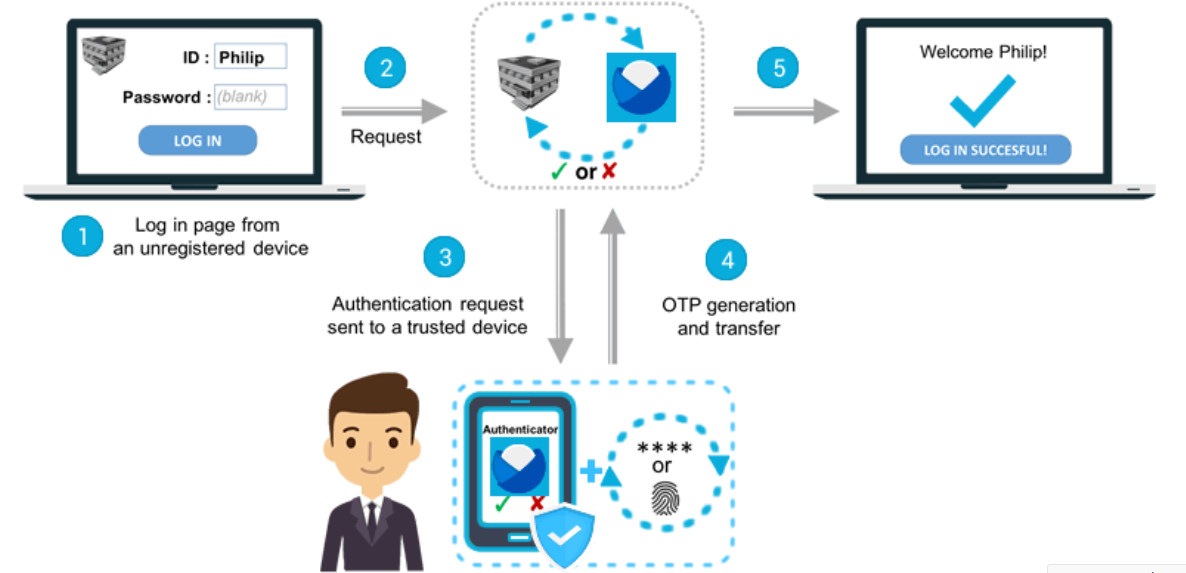 ID : Philip
Password : (blank)
LOG IN
1
Log in page from
an unregistered device
2
Request
✓ or ✘
3
Authentication request
sent to a trusted device
4
OTP generation
and transfer
5
Welcome Philip!
LOG IN SUCCESFUL!
Authenticator
✓ ✘
+
****
or